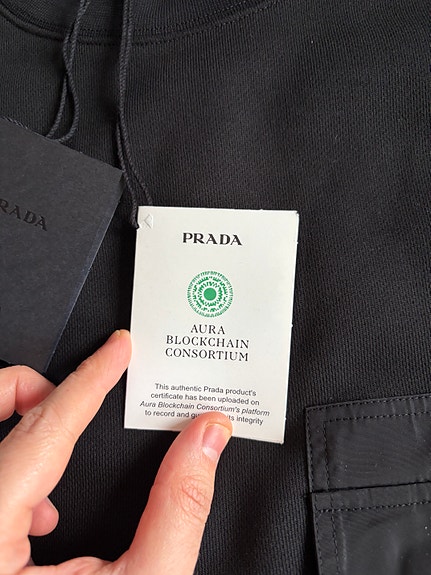 RADA
PRADA
AURA
BLOCKCHAIN
CONSORTIUM
This authentic Prada product's
certificate has been uploaded on
Aura Blockchain Consortium's platform
to record and its integrity